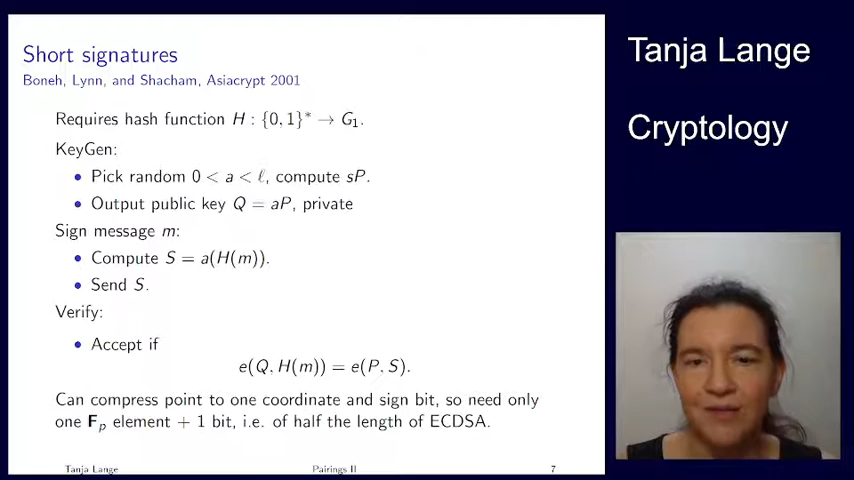 Short signatures
Boneh, Lynn, and Shacham, Asiacrypt 2001
Requires hash function H : {0, 1}* → G₁.
KeyGen:
• Pick random 0 < a < ℓ, compute sP.
• Output public key Q = aP, private
Sign message m:
• Compute S = a(H(m)).
• Send S.
Verify:
• Accept if
e(Q, H(m)) = e(P, S).
Can compress point to one coordinate and sign bit, so need only
one Fₚ element + 1 bit, i.e. of half the length of ECDSA.
Tanja Lange Pairings II 7
Tanja Lange
Cryptology